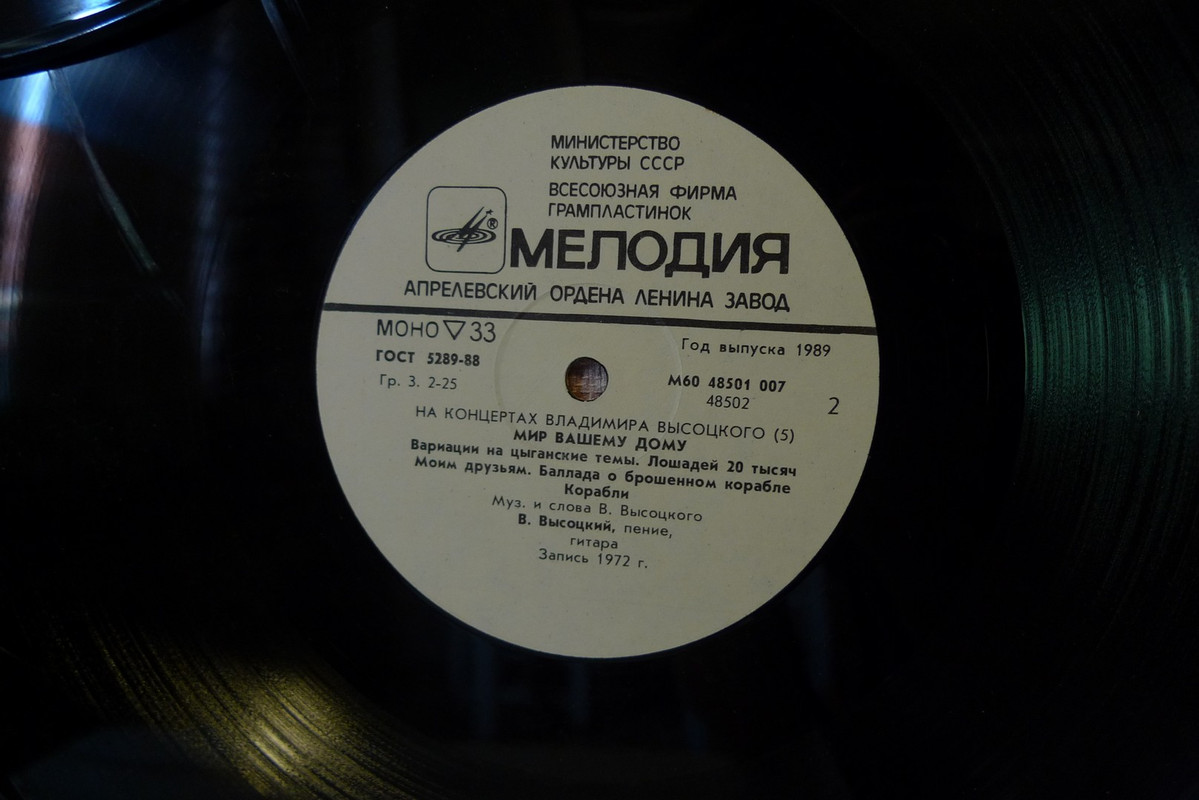 МИНИСТЕРСТВО
КУЛЬТУРЫ СССР
ВСЕСОЮЗНАЯ ФИРМА
ГРАМПЛАСТИНОК
®
МЕЛОДИЯ
АПРЕЛЕВСКИЙ ОРДЕНА ЛЕНИНА ЗАВОД
МОНО ▽ 33
Год выпуска 1989
ГОСТ 5289-88
М60 48501 007
Гр. 3. 2-25
48502
2
НА КОНЦЕРТАХ ВЛАДИМИРА ВЫСОЦКОГО (5)
МИР ВАШЕМУ ДОМУ
Вариации на цыганские темы. Лошадей 20 тысяч
Моим друзьям. Баллада о брошенном корабле
Корабли
Муз. и слова В. Высоцкого
В. Высоцкий, пение,
гитара
Запись 1972 г.